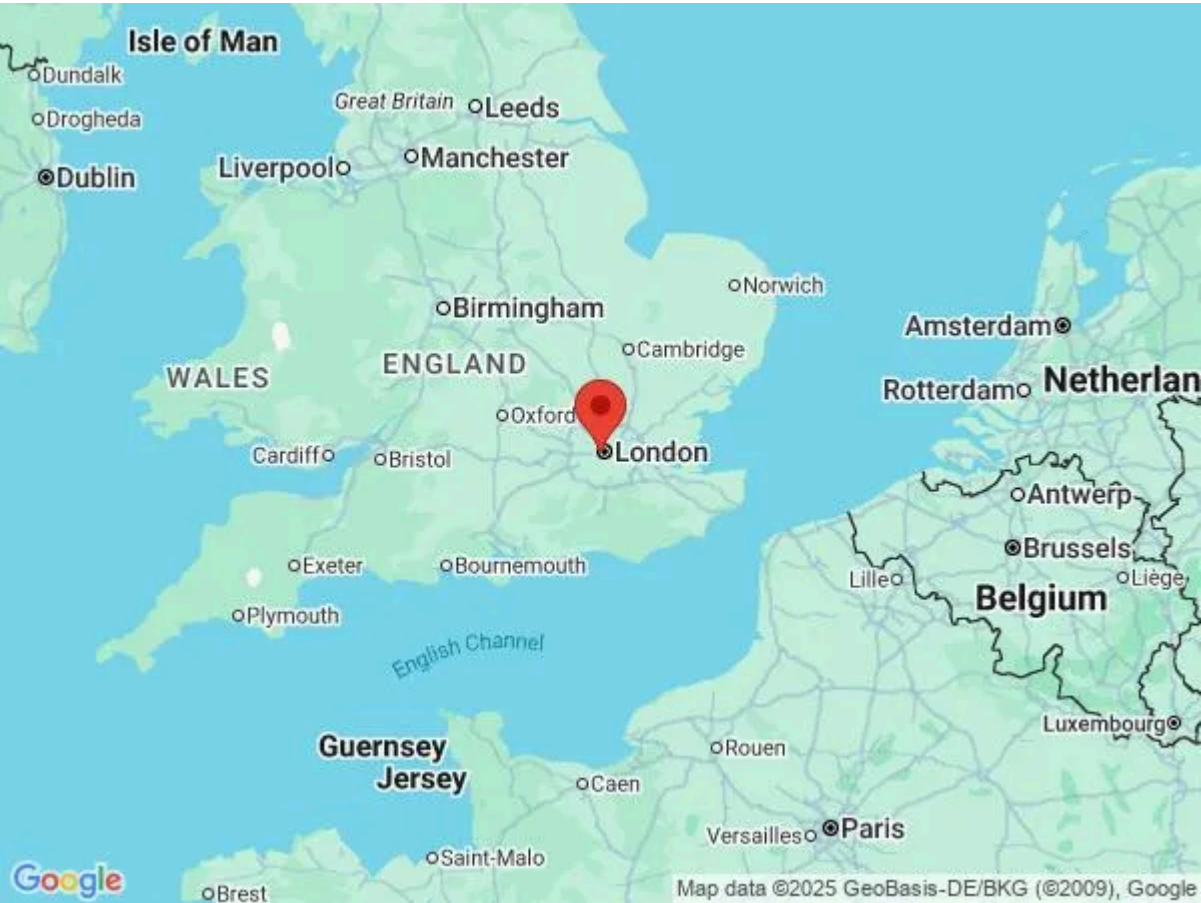 Isle of Man
Dundalk
Great Britain
Leeds
Drogheda
Manchester
Liverpool
Dublin
Norwich
Birmingham
Amsterdam
Cambridge
ENGLAND
WALES
Netherlan
Rotterdam
Oxford
London
Cardiff
Bristol
Antwerp
Brussels
Exeter
Bournemouth
Lille
Liège
Belgium
Plymouth
English Channel
Luxembourg
Guernsey
Rouen
Jersey
Caen
Paris
Versailles
Saint-Malo
Google
Brest
Map data ©2025 GeoBasis-DE/BKG (©2009), Google